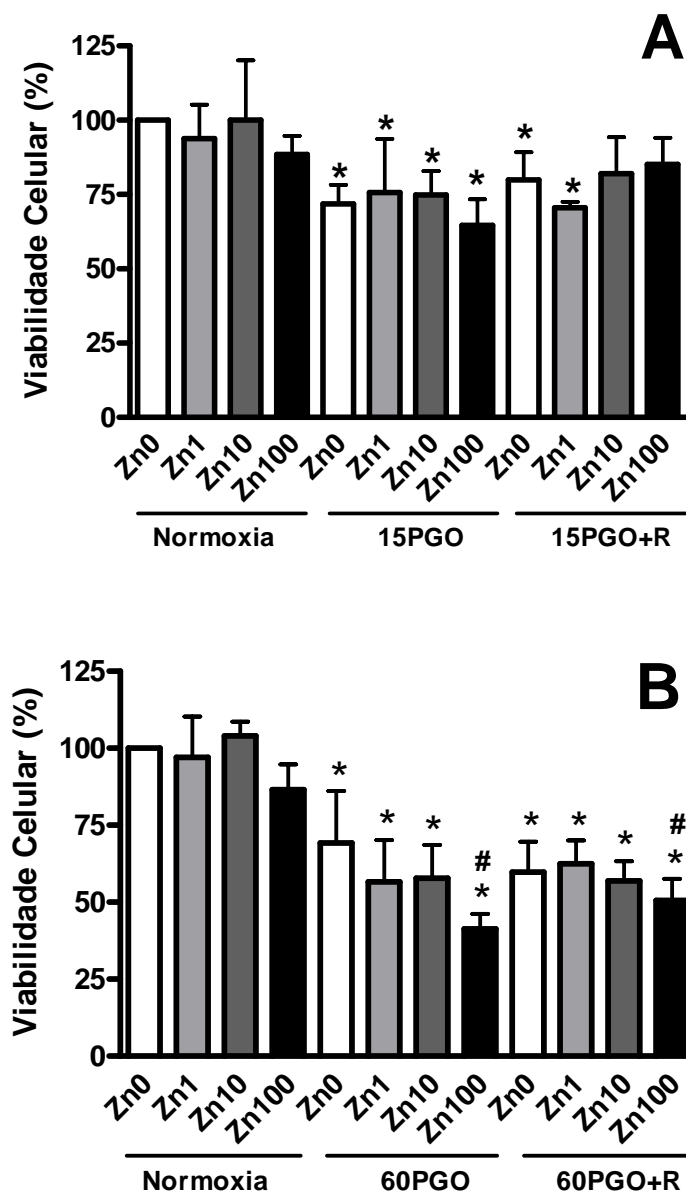 A
Viabilidade Celular (%)
125
100
75
50
25
0
* * * * * *
Zn0 Zn1 Zn10 Zn100 Zn0 Zn1 Zn10 Zn100 Zn0 Zn1 Zn10 Zn100
Normoxia 15PGO 15PGO+R
B
Viabilidade Celular (%)
125
100
75
50
25
0
* * * # * * * * # *
Zn0 Zn1 Zn10 Zn100 Zn0 Zn1 Zn10 Zn100 Zn0 Zn1 Zn10 Zn100
Normoxia 60PGO 60PGO+R